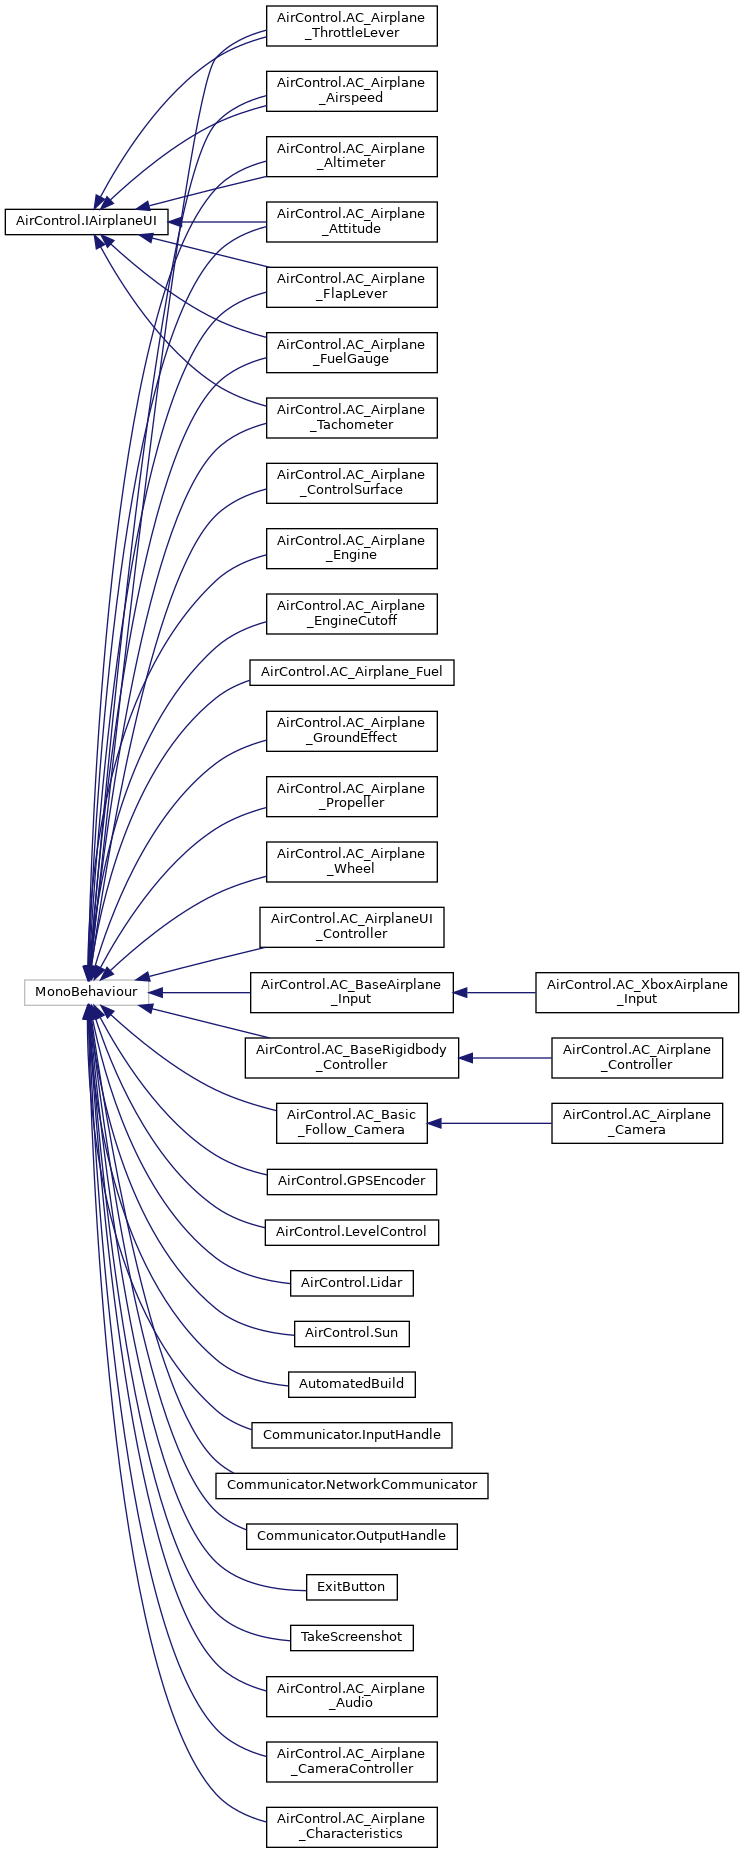 AirControl.AC_Airplane
_ThrottleLever
AirControl.AC_Airplane
_Airspeed
AirControl.AC_Airplane
_Altimeter
AirControl.IAirplaneUI
AirControl.AC_Airplane
_Attitude
AirControl.AC_Airplane
_FlapLever
AirControl.AC_Airplane
_FuelGauge
AirControl.AC_Airplane
_Tachometer
AirControl.AC_Airplane
_ControlSurface
AirControl.AC_Airplane
_Engine
AirControl.AC_Airplane
_EngineCutoff
AirControl.AC_Airplane_Fuel
AirControl.AC_Airplane
_GroundEffect
AirControl.AC_Airplane
_Propeller
AirControl.AC_Airplane
_Wheel
AirControl.AC_AirplaneUI
_Controller
MonoBehaviour
AirControl.AC_BaseAirplane
_Input
AirControl.AC_XboxAirplane
_Input
AirControl.AC_BaseRigidbody
_Controller
AirControl.AC_Airplane
_Controller
AirControl.AC_Basic
_Follow_Camera
AirControl.AC_Airplane
_Camera
AirControl.GPSEncoder
AirControl.LevelControl
AirControl.Lidar
AirControl.Sun
AutomatedBuild
Communicator.InputHandle
Communicator.NetworkCommunicator
Communicator.OutputHandle
ExitButton
TakeScreenshot
AirControl.AC_Airplane
_Audio
AirControl.AC_Airplane
_CameraController
AirControl.AC_Airplane
_Characteristics